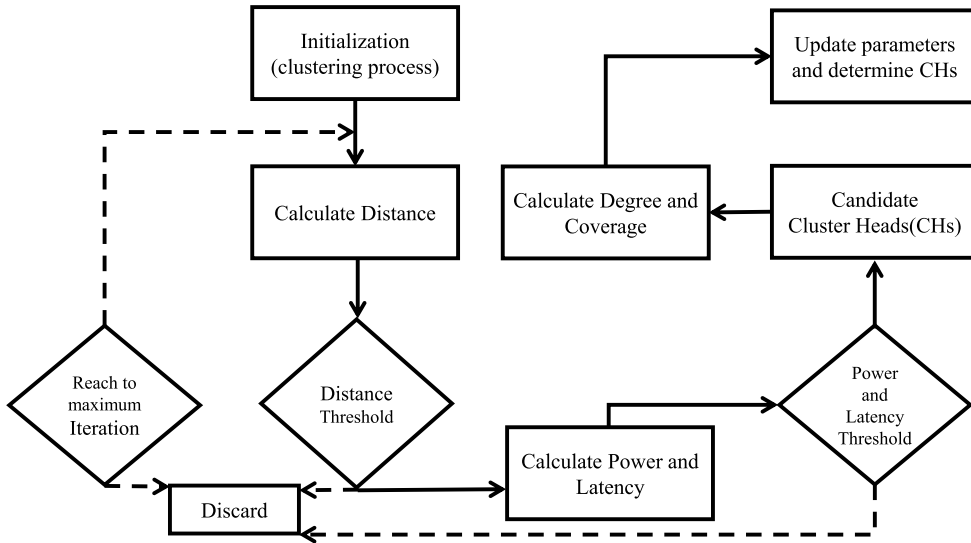 Initialization
(clustering process)
Update parameters
and determine CHs
Calculate Distance
Calculate Degree and
Coverage
Candidate
Cluster Heads(CHs)
Reach to
maximum
Iteration
Distance
Threshold
Power
and
Latency
Threshold
Calculate Power and
Latency
Discard